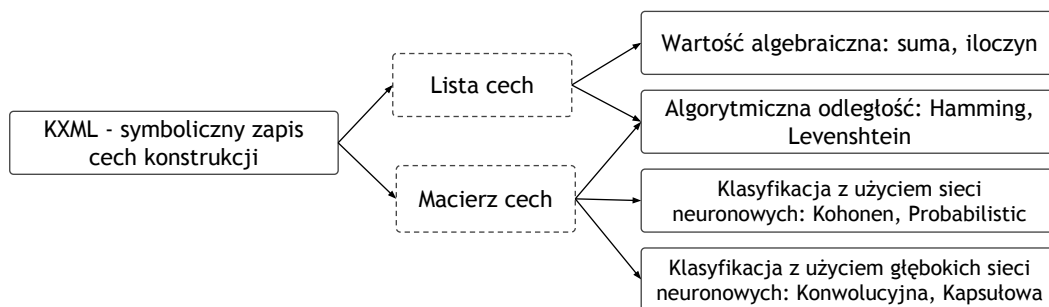 KXML - symboliczny zapis
cech konstrukcji
Lista cech
Macierz cech
Wartość algebraiczna: suma, iloczyn
Algorytmiczna odległość: Hamming,
Levenshtein
Klasyfikacja z użyciem sieci
neuronowych: Kohonen, Probabilistic
Klasyfikacja z użyciem głębokich sieci
neuronowych: Konwolucyjna, Kapsułowa